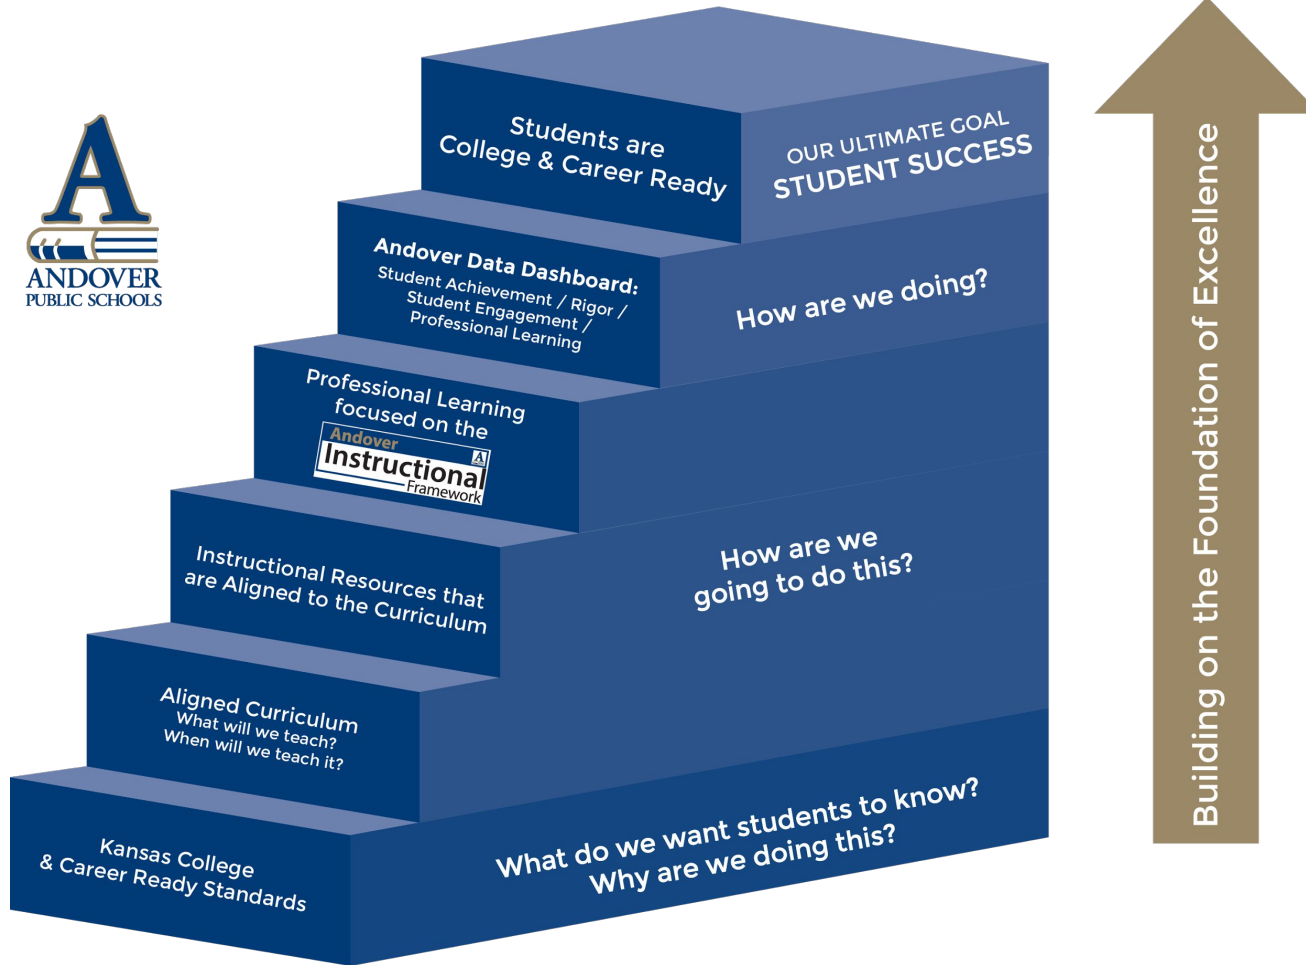 Students are
College & Career Ready
OUR ULTIMATE GOAL
STUDENT SUCCESS
A
ANDOVER
PUBLIC SCHOOLS
Andover Data Dashboard:
Student Achievement / Rigor /
Student Engagement /
Professional Learning
How are we doing?
Professional Learning
focused on the
Andover
A
Instructional
Framework
Instructional Resources that
are Aligned to the Curriculum
How are we
going to do this?
Aligned Curriculum
What will we teach?
When will we teach it?
Kansas College
& Career Ready Standards
What do we want students to know?
Why are we doing this?
Building on the Foundation of Excellence